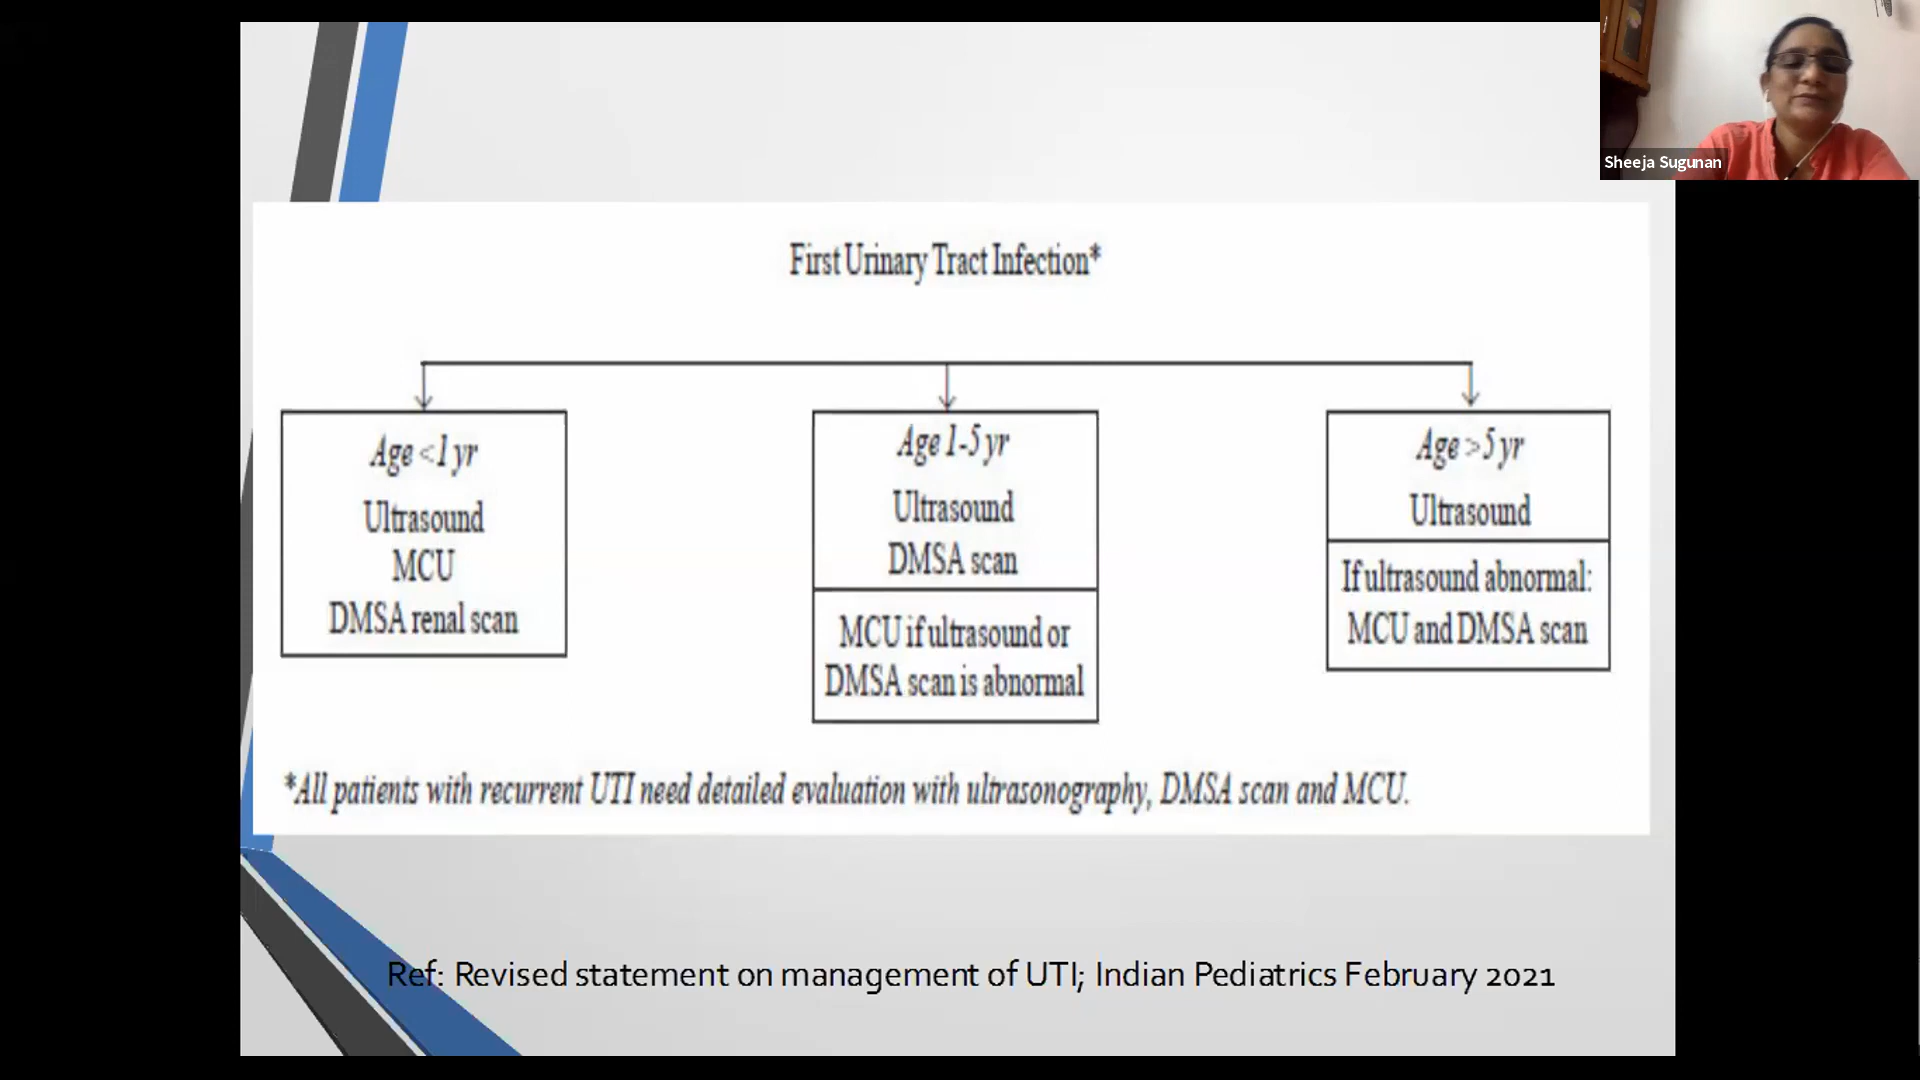 Sheeja Sugunan
First Urinary Tract Infection*
Age <1 yr
Ultrasound
MCU
DMSA renal scan
Age 1-5 yr
Ultrasound
DMSA scan
MCU if ultrasound or
DMSA scan is abnormal
Age >5 yr
Ultrasound
If ultrasound abnormal:
MCU and DMSA scan
*All patients with recurrent UTI need detailed evaluation with ultrasonography, DMSA scan and MCU.
Ref: Revised statement on management of UTI; Indian Pediatrics February 2021